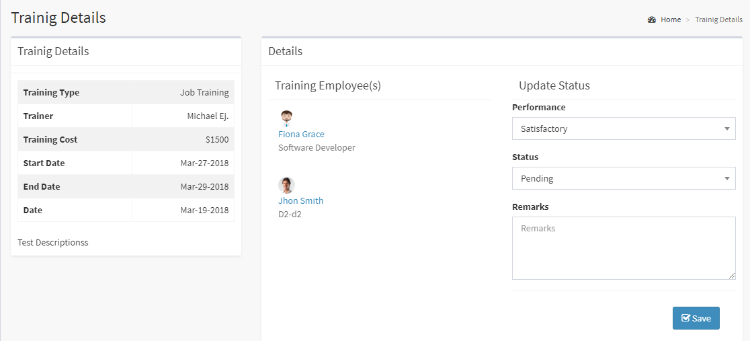 Trainig Details
Home > Trainig Details
Trainig Details
Training Type Job Training
Trainer Michael Ej.
Training Cost $1500
Start Date Mar-27-2018
End Date Mar-29-2018
Date Mar-19-2018
Test Descriptionss
Details
Training Employee(s)
Fiona Grace
Software Developer
Jhon Smith
D2-d2
Update Status
Performance
Satisfactory
Status
Pending
Remarks
Remarks
Save